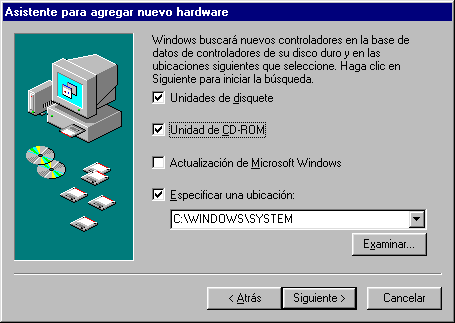 Asistente para agregar nuevo hardware
Windows buscará nuevos controladores en la base de
datos de controladores de su disco duro y en las
ubicaciones siguientes que seleccione. Haga clic en
Siguiente para iniciar la búsqueda.
Unidades de disquete
Unidad de CD-ROM
Actualización de Microsoft Windows
Especificar una ubicación:
C:\WINDOWS\SYSTEM
Examinar...
< Atrás
Siguiente >
Cancelar